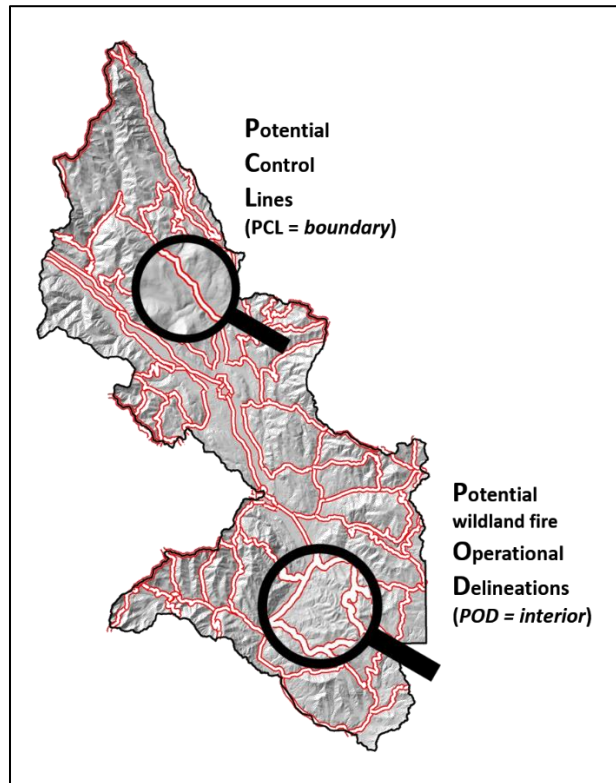 Potential
Control
Lines
(PCL = boundary)
Potential
wildland fire
Operational
Delineations
(POD = interior)